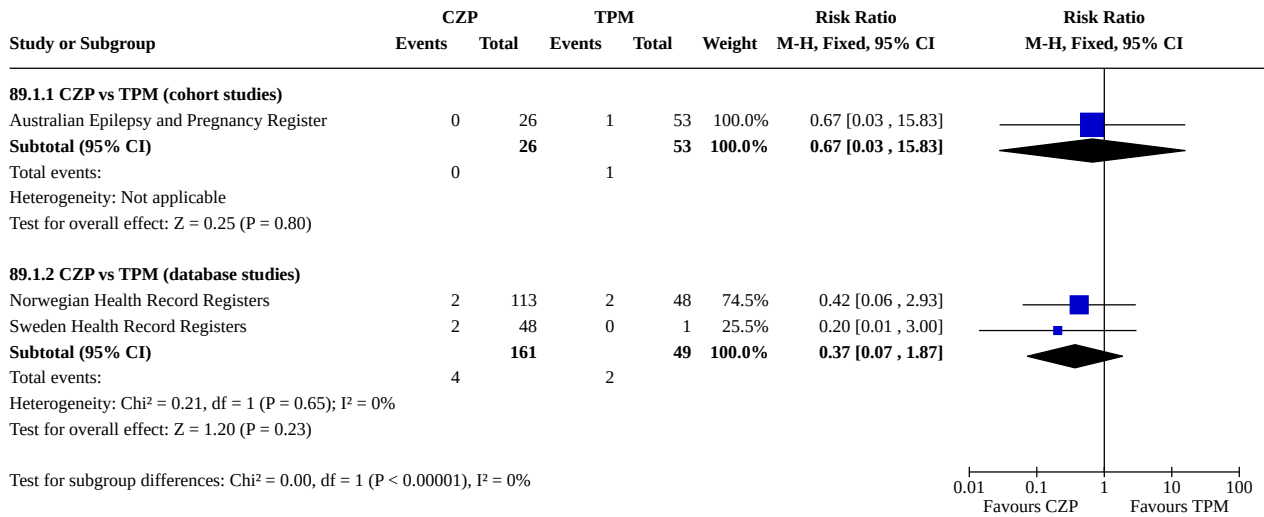 CZP TPM Risk Ratio Risk Ratio
Study or Subgroup Events Total Events Total Weight M-H, Fixed, 95% CI M-H, Fixed, 95% CI
89.1.1 CZP vs TPM (cohort studies)
Australian Epilepsy and Pregnancy Register 0 26 1 53 100.0% 0.67 [0.03 , 15.83]
Subtotal (95% CI) 26 53 100.0% 0.67 [0.03 , 15.83]
Total events: 0 1
Heterogeneity: Not applicable
Test for overall effect: Z = 0.25 (P = 0.80)
89.1.2 CZP vs TPM (database studies)
Norwegian Health Record Registers 2 113 2 48 74.5% 0.42 [0.06 , 2.93]
Sweden Health Record Registers 2 48 0 1 25.5% 0.20 [0.01 , 3.00]
Subtotal (95% CI) 161 49 100.0% 0.37 [0.07 , 1.87]
Total events: 4 2
Heterogeneity: Chi² = 0.21, df = 1 (P = 0.65); I² = 0%
Test for overall effect: Z = 1.20 (P = 0.23)
Test for subgroup differences: Chi² = 0.00, df = 1 (P < 0.00001), I² = 0%
0.01 0.1 1 10 100
Favours CZP Favours TPM